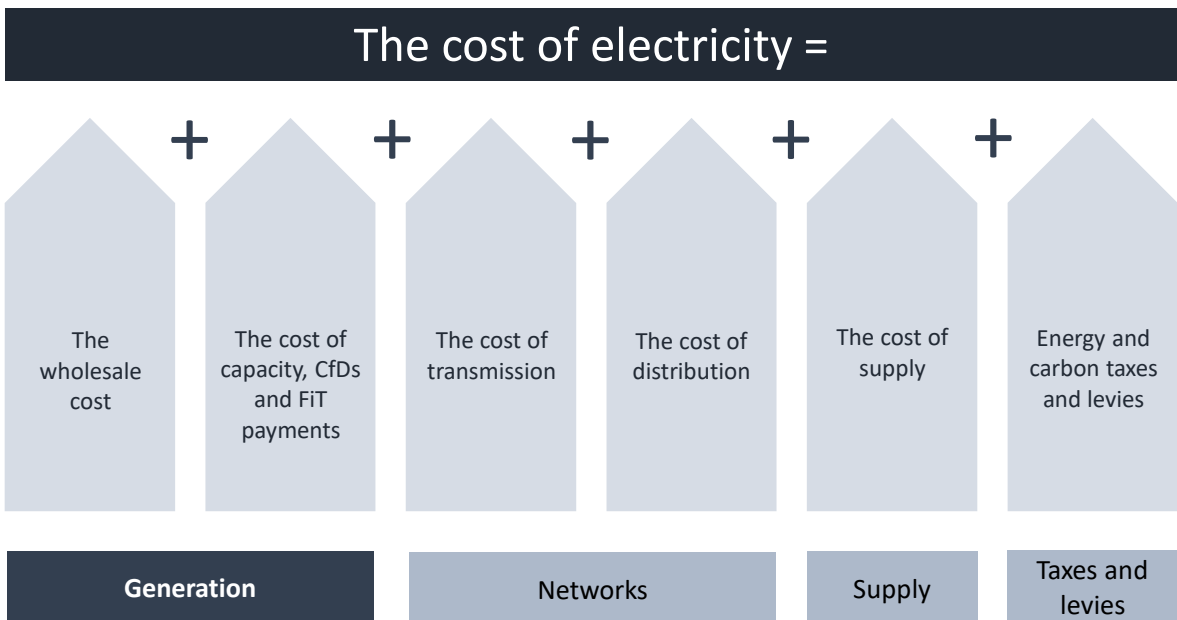 The cost of electricity =
+
+
+
+
+
The
wholesale
cost
The cost of
capacity, CfDs
and FiT
payments
The cost of
transmission
The cost of
distribution
The cost of
supply
Energy and
carbon taxes
and levies
Generation
Networks
Supply
Taxes and
levies